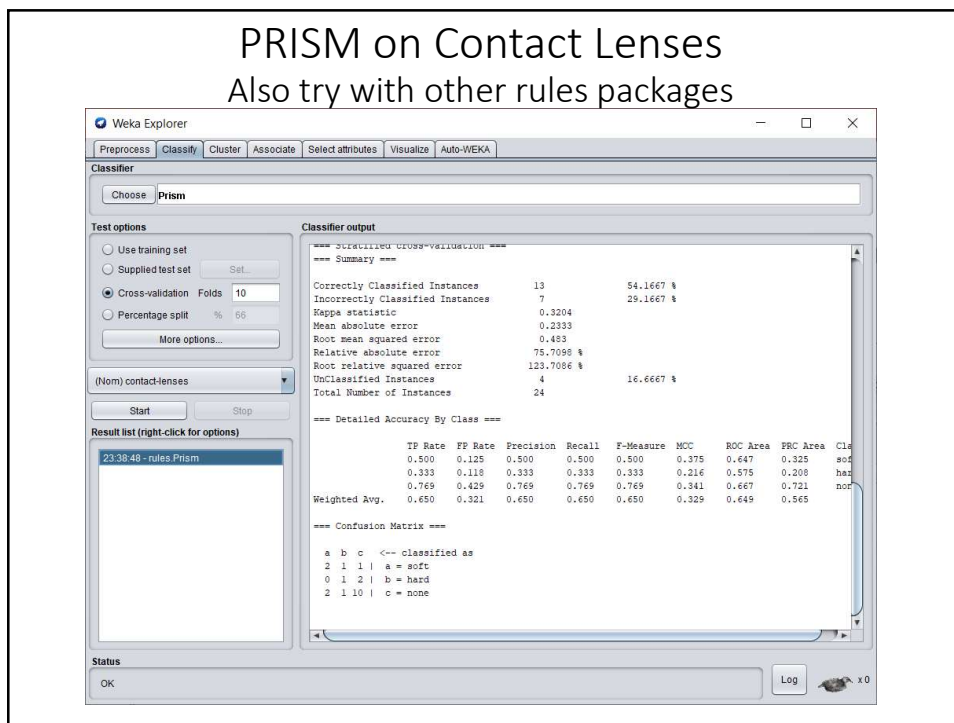 PRISM on Contact Lenses
Also try with other rules packages
Weka Explorer
Preprocess Classify Cluster Associate Select attributes Visualize Auto-WEKA
Classifier
Choose Prism
Test options
Use training set
Supplied test set Set...
Cross-validation Folds 10
Percentage split % 66
More options...
(Nom) contact-lenses
Start Stop
Result list (right-click for options)
23:38:48 - rules.Prism
Classifier output
=== Stratified cross-validation ===
=== Summary ===
Correctly Classified Instances 13 54.1667 %
Incorrectly Classified Instances 7 29.1667 %
Kappa statistic 0.3204
Mean absolute error 0.2333
Root mean squared error 0.483
Relative absolute error 75.7098 %
Root relative squared error 123.7086 %
UnClassified Instances 4 16.6667 %
Total Number of Instances 24
=== Detailed Accuracy By Class ===
TP Rate FP Rate Precision Recall F-Measure MCC ROC Area PRC Area Cla
0.500 0.125 0.500 0.500 0.500 0.375 0.647 0.325 sof
0.333 0.118 0.333 0.333 0.333 0.216 0.575 0.208 har
0.769 0.429 0.769 0.769 0.769 0.341 0.667 0.721 non
Weighted Avg. 0.650 0.321 0.650 0.650 0.650 0.329 0.649 0.565
=== Confusion Matrix ===
a b c <-- classified as
2 1 1 | a = soft
0 1 2 | b = hard
2 1 10 | c = none
Status
OK
Log x 0